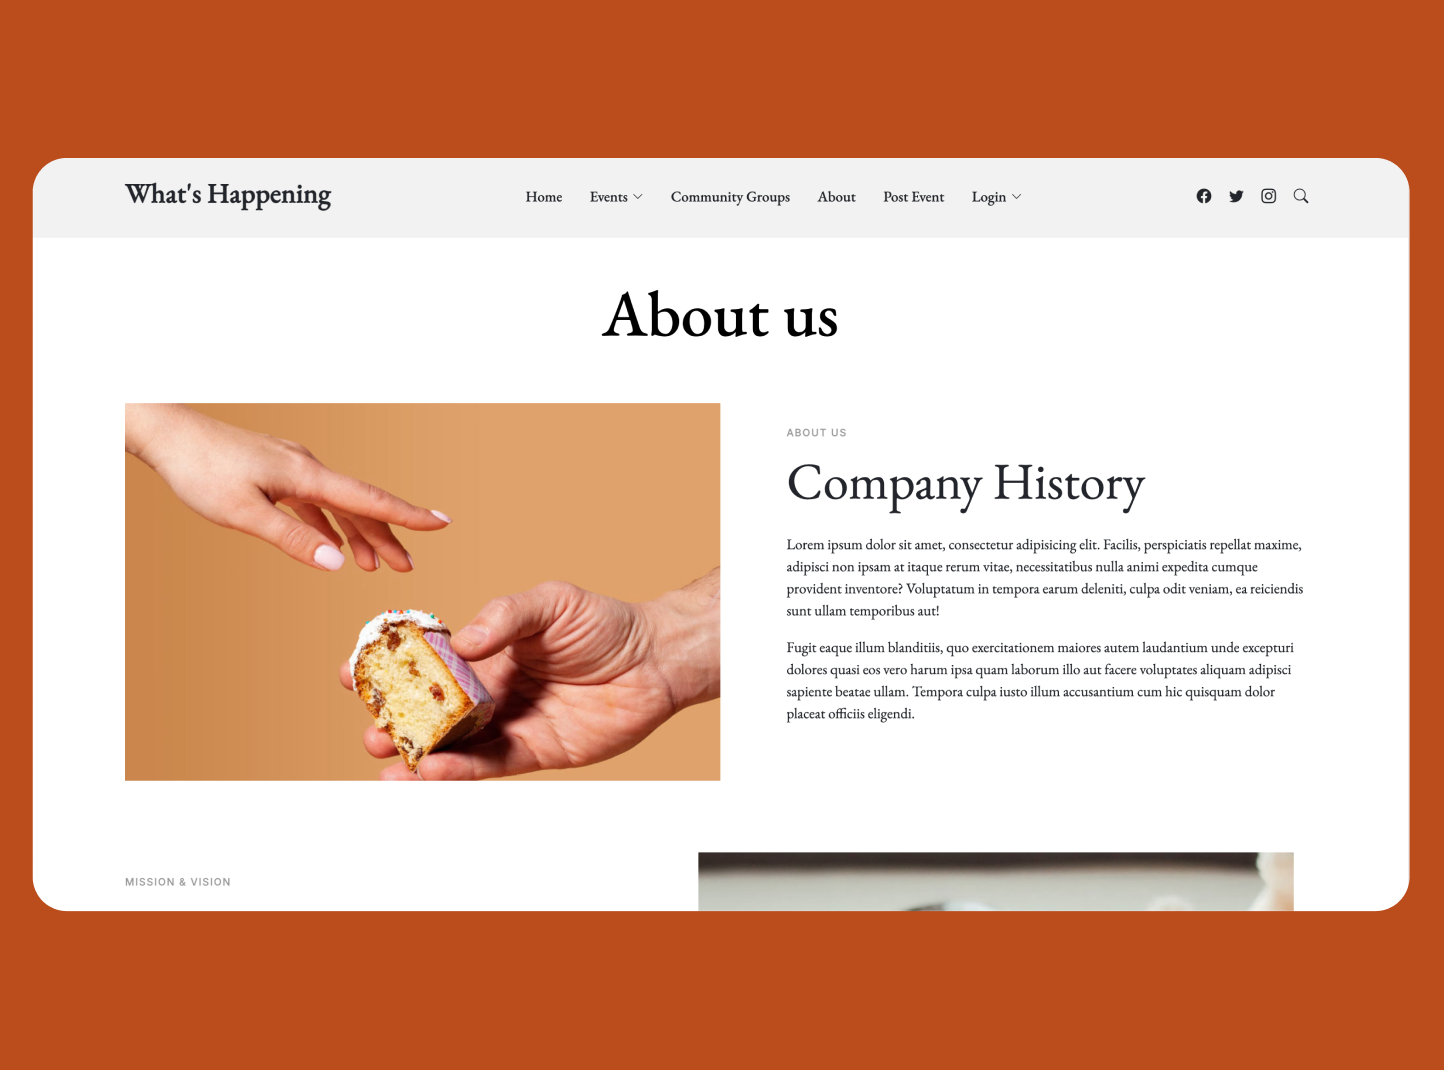 What's Happening
Home Events Community Groups About Post Event Login
About us
ABOUT US
Company History
Lorem ipsum dolor sit amet, consectetur adipisicing elit. Facilis, perspiciatis repellat maxime,
adipisci non ipsam at itaque rerum vitae, necessitatibus nulla animi expedita cumque
provident inventore? Voluptatum in tempora earum deleniti, culpa odit veniam, ea reiciendis
sunt ullam temporibus aut!
Fugit eaque illum blanditiis, quo exercitationem maiores autem laudantium unde excepturi
dolores quasi eos vero harum ipsa quam laborum illo aut facere voluptates aliquam adipisci
sapiente beatae ullam. Tempora culpa iusto illum accusantium cum hic quisquam dolor
placeat officiis eligendi.
MISSION & VISION